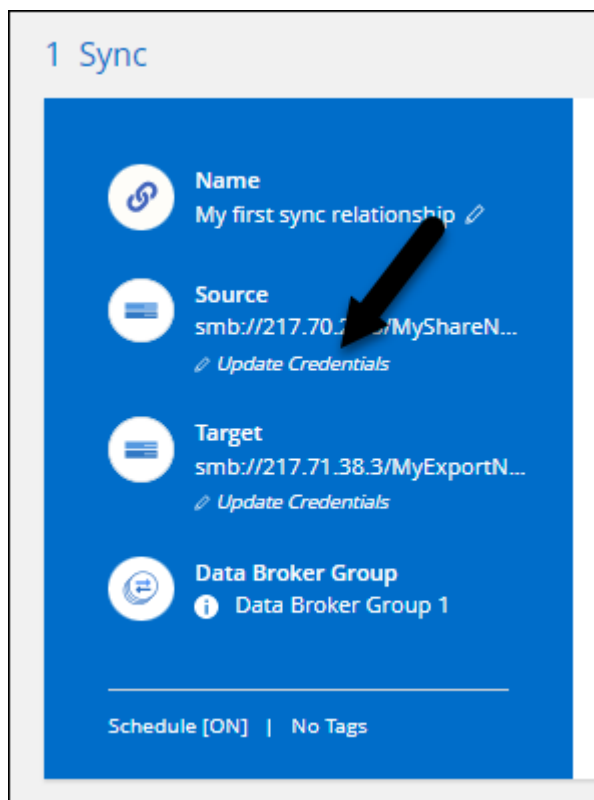 1 Sync
Name
My first sync relationship
Source
smb://217.70.2 3/MyShareN...
Update Credentials
Target
smb://217.71.38.3/MyExportN...
Update Credentials
Data Broker Group
Data Broker Group 1
Schedule [ON] | No Tags